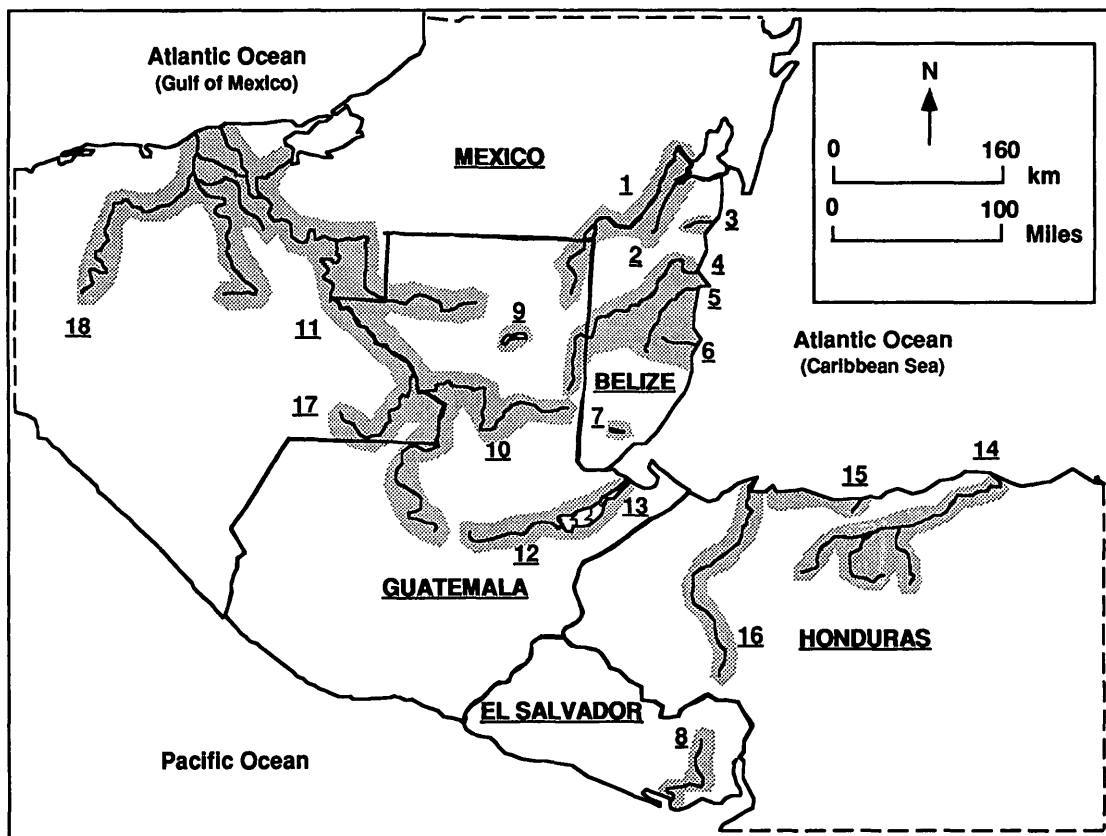 Atlantic Ocean
(Gulf of Mexico)
N
0 160
km
0 100
Miles
MEXICO
1
2
3
4
5
6
9
11
18
Atlantic Ocean
(Caribbean Sea)
BELIZE
7
17
10
14
15
13
12
GUATEMALA
16
HONDURAS
EL SALVADOR
8
Pacific Ocean